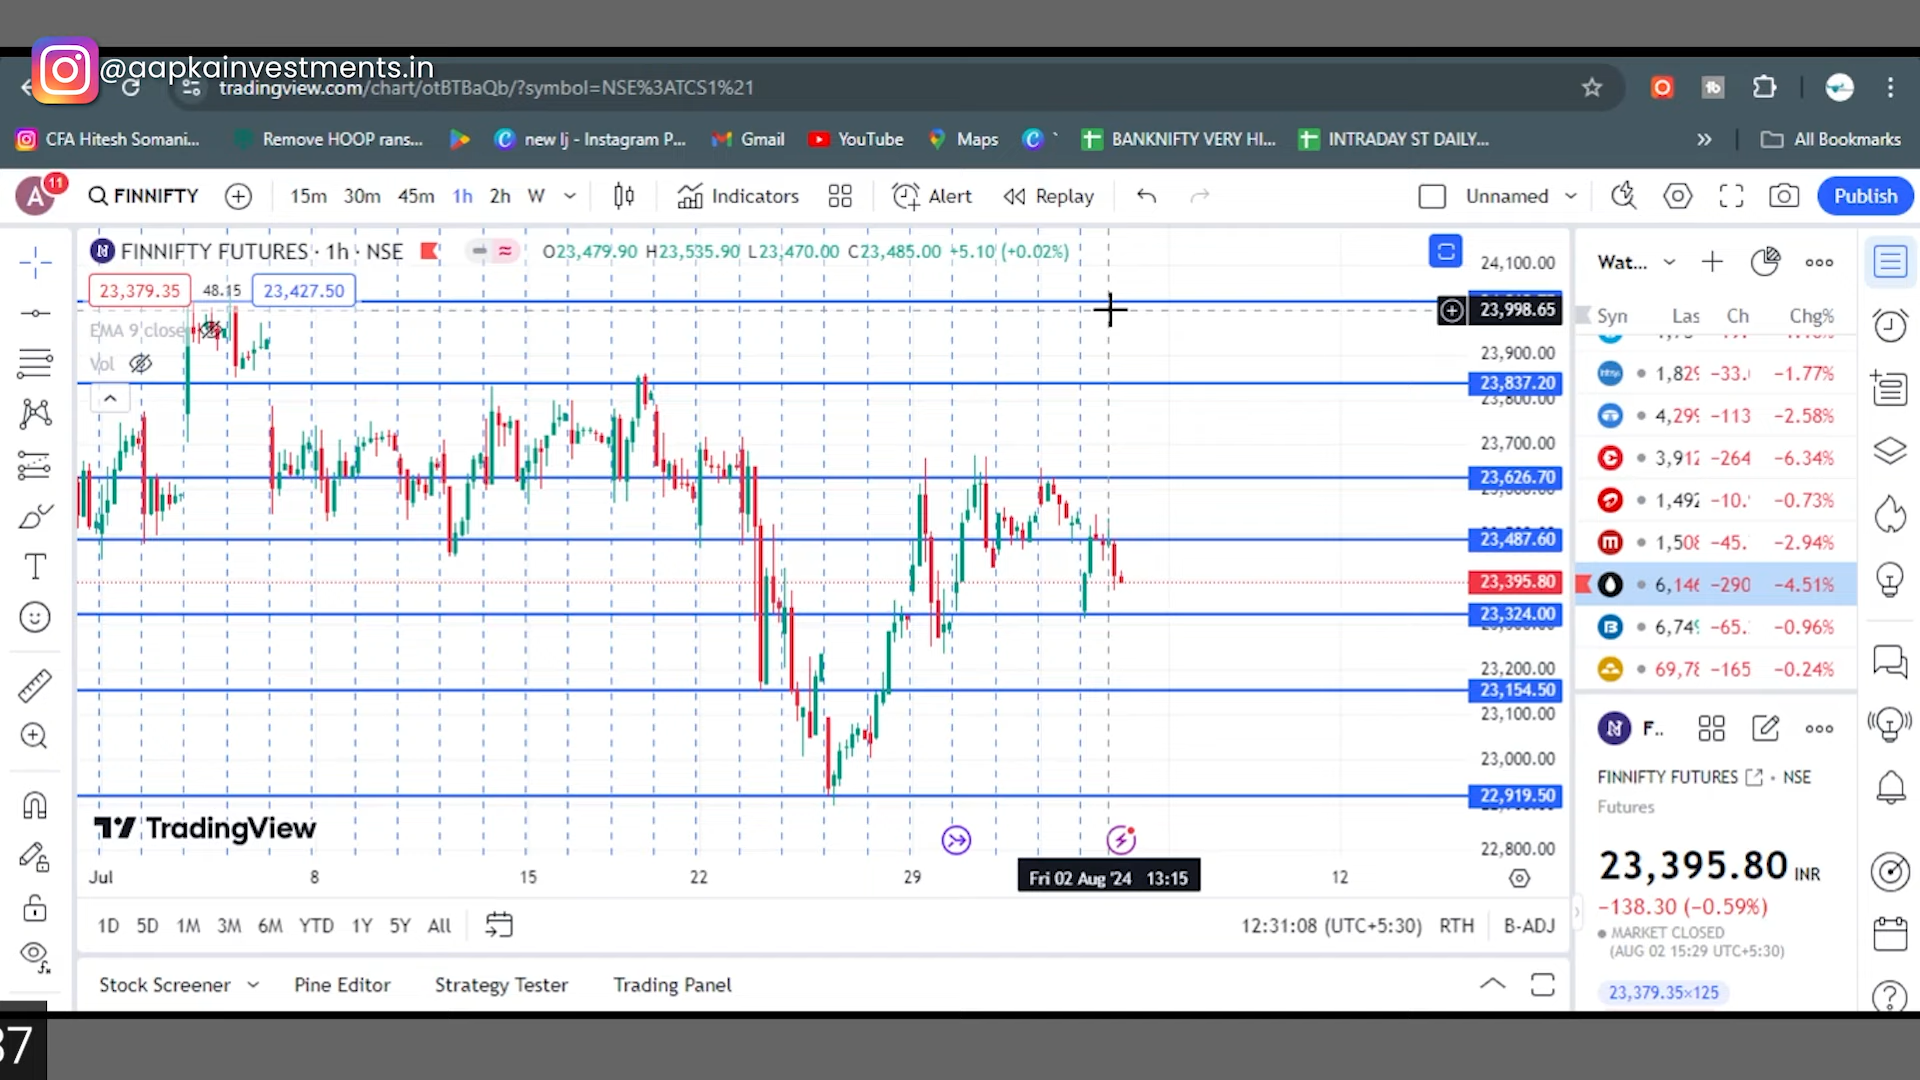 @aapkainvestments.in
tradingview.com/chart/otBTBaQb/?symbol=NSE%3ATCS1%21
CFA Hitesh Somani... Remove HOOP rans... new Ij - Instagram P... Gmail YouTube Maps BANKNIFTY VERY HI... INTRADAY ST DAILY... » All Bookmarks
A 11 FINNIFTY 15m 30m 45m 1h 2h W Indicators Alert Replay Unnamed Publish
FINNIFTY FUTURES · 1h · NSE O23,479.90 H23,535.90 L23,470.00 C23,485.00 +5.10 (+0.02%)
23,379.35 48.15 23,427.50
EMA 9 close
Vol
24,100.00
23,998.65
23,900.00
23,837.20
23,800.00
23,700.00
23,626.70
23,487.60
23,395.80
23,324.00
23,200.00
23,154.50
23,100.00
23,000.00
22,919.50
22,800.00
TradingView
Jul 8 15 22 29 Fri 02 Aug '24 13:15 12
1D 5D 1M 3M 6M YTD 1Y 5Y All 12:31:08 (UTC+5:30) RTH B-ADJ
Stock Screener Pine Editor Strategy Tester Trading Panel
Wat...
Syn Las Ch Chg%
1,829 −33. −1.77%
4,299 −113 −2.58%
3,912 −264 −6.34%
1,492 −10. −0.73%
1,508 −45. −2.94%
6,146 −290 −4.51%
6,749 −65. −0.96%
69,78 −165 −0.24%
F..
FINNIFTY FUTURES • NSE
Futures
23,395.80 INR
−138.30 (−0.59%)
MARKET CLOSED
(AUG 02 15:29 UTC+5:30)
23,379.35×125
37